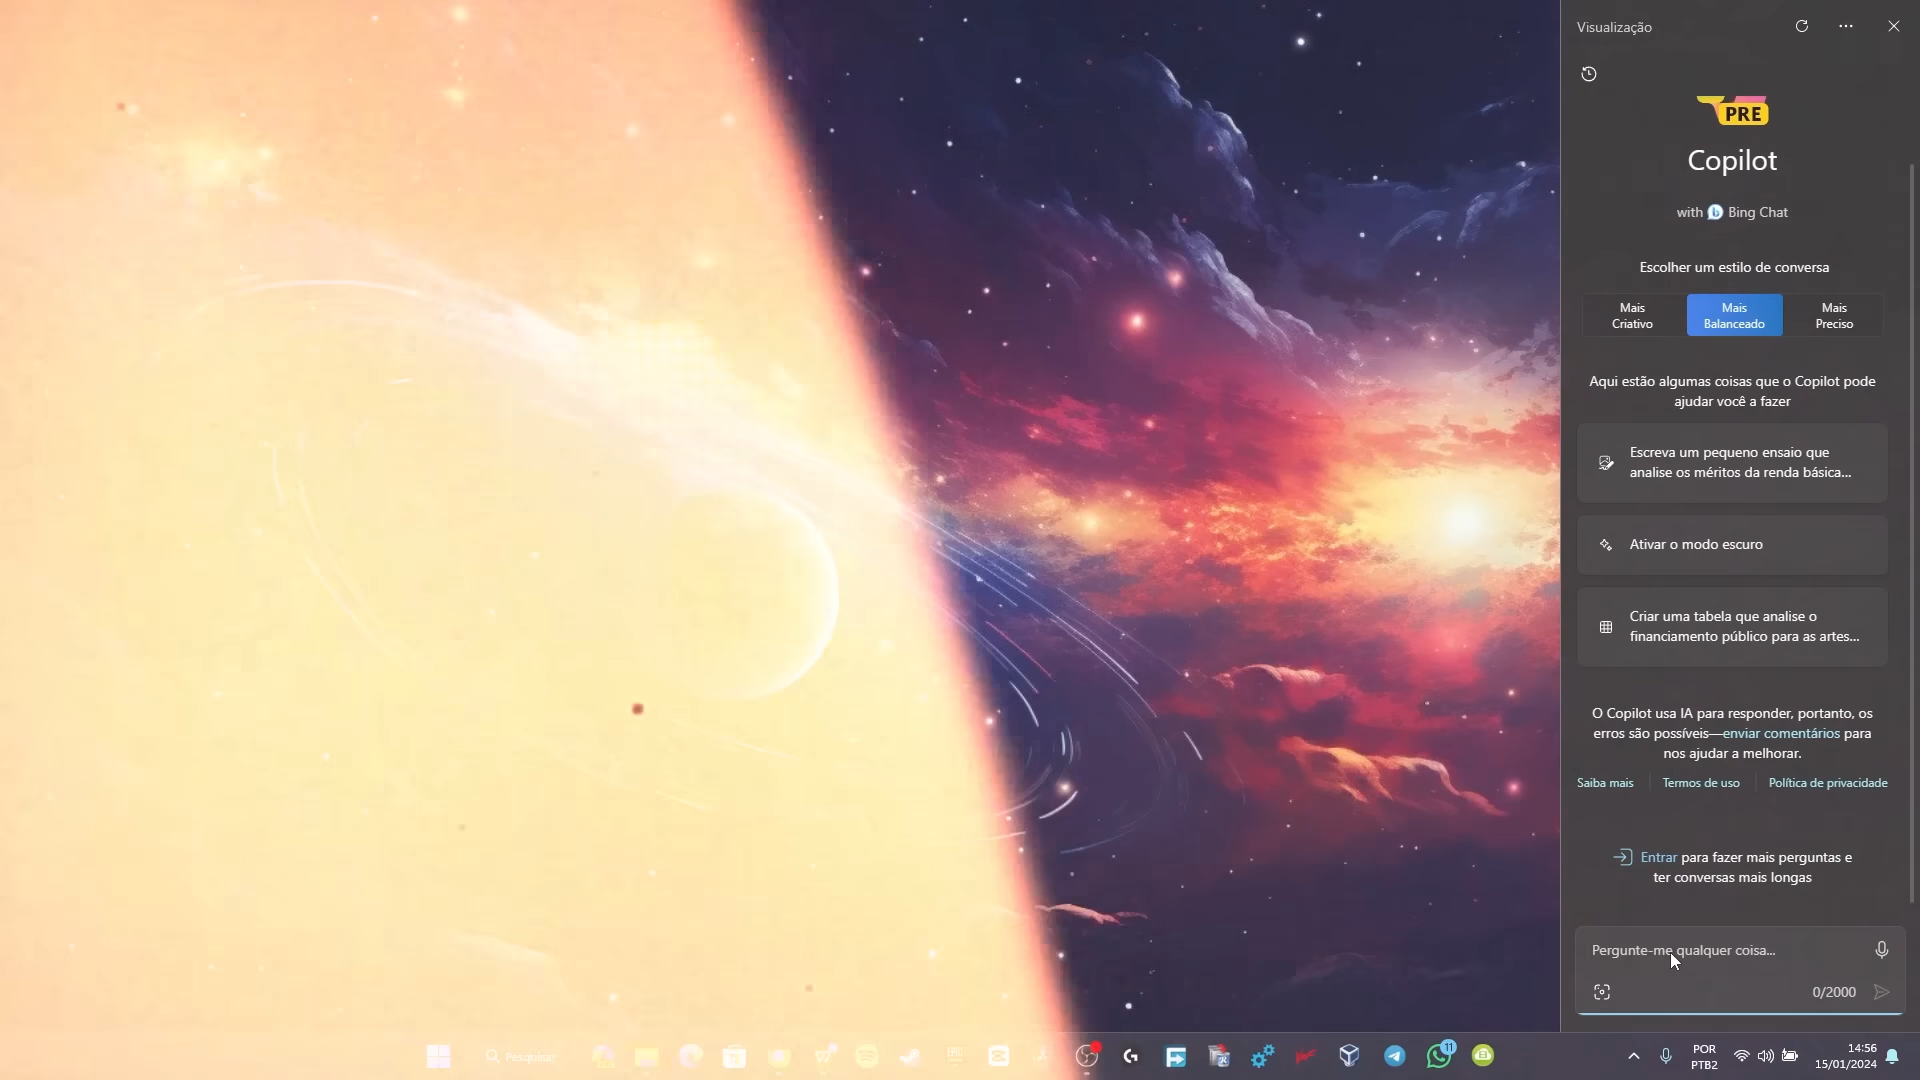 Visualização
PRE
Copilot
with Bing Chat
Escolher um estilo de conversa
Mais
Criativo
Mais
Balanceado
Mais
Preciso
Aqui estão algumas coisas que o Copilot pode
ajudar você a fazer
Escreva um pequeno ensaio que
analise os méritos da renda básica...
Ativar o modo escuro
Criar uma tabela que analise o
financiamento público para as artes...
O Copilot usa IA para responder, portanto, os
erros são possíveis—enviar comentários para
nos ajudar a melhorar.
Saiba mais
Termos de uso
Política de privacidade
Entrar para fazer mais perguntas e
ter conversas mais longas
Pergunte-me qualquer coisa...
0/2000
Pesquisar
EPIC
11
POR
PTB2
14:56
15/01/2024